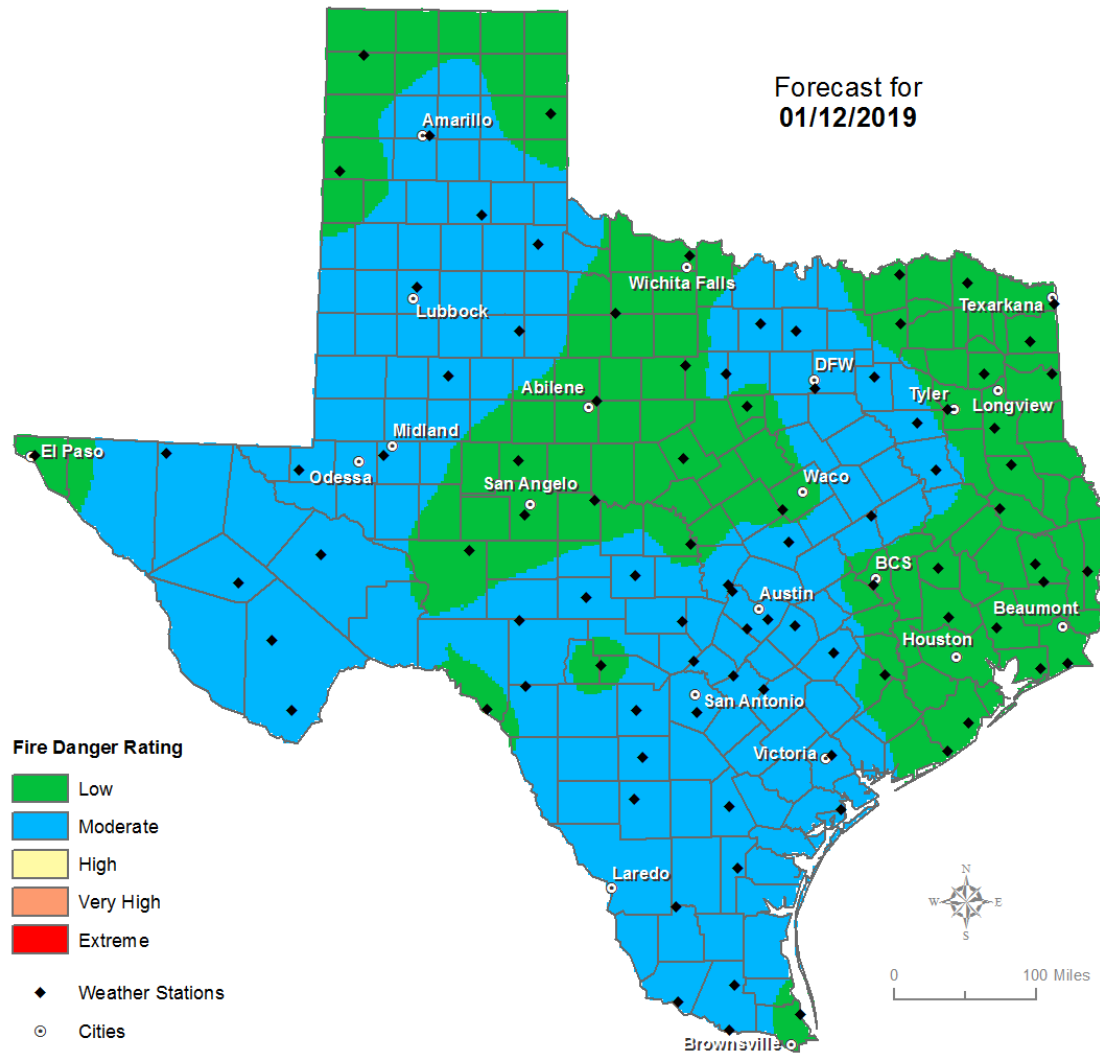 Forecast for
01/12/2019
Amarillo
Wichita Falls
Texarkana
Lubbock
DFW
Abilene
Tyler
Longview
Midland
El Paso
Odessa
San Angelo
Waco
BCS
Austin
Beaumont
Houston
San Antonio
Victoria
Laredo
Brownsville
Fire Danger Rating
Low
Moderate
High
Very High
Extreme
Weather Stations
Cities
N
W
E
S
0
100 Miles